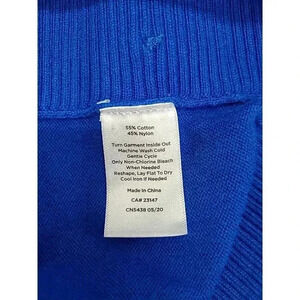 55% Cotton
45% Nylon
Turn Garment Inside Out
Machine Wash Cold
Gentle Cycle
Only Non-Chlorine Bleach
When Needed
Reshape, Lay Flat To Dry
Cool Iron If Needed
Made In China
CA# 23147
CN5438 05/20